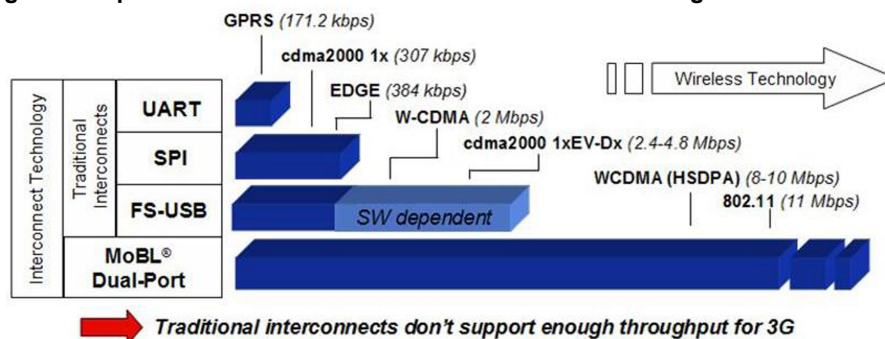 GPRS (171.2 kbps)
cdma2000 1x (307 kbps)
EDGE (384 kbps)
W-CDMA (2 Mbps)
cdma2000 1xEV-Dx (2.4-4.8 Mbps)
WCDMA (HSDPA) (8-10 Mbps)
802.11 (11 Mbps)
Wireless Technology
Interconnect Technology
Traditional
Interconnects
UART
SPI
FS-USB
SW dependent
MoBL®
Dual-Port
Traditional interconnects don't support enough throughput for 3G